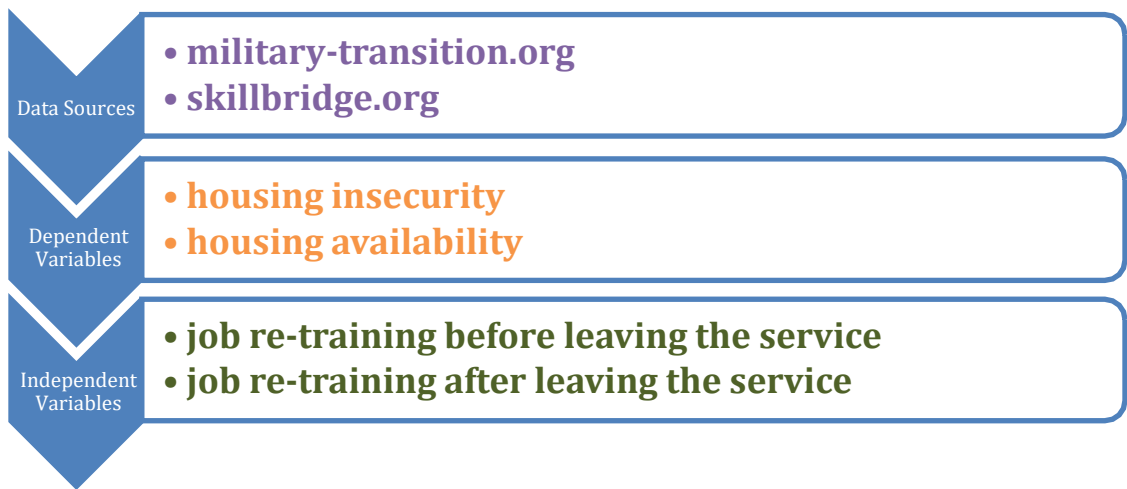 Data Sources
• military-transition.org
• skillbridge.org
Dependent
Variables
• housing insecurity
• housing availability
Independent
Variables
• job re-training before leaving the service
• job re-training after leaving the service